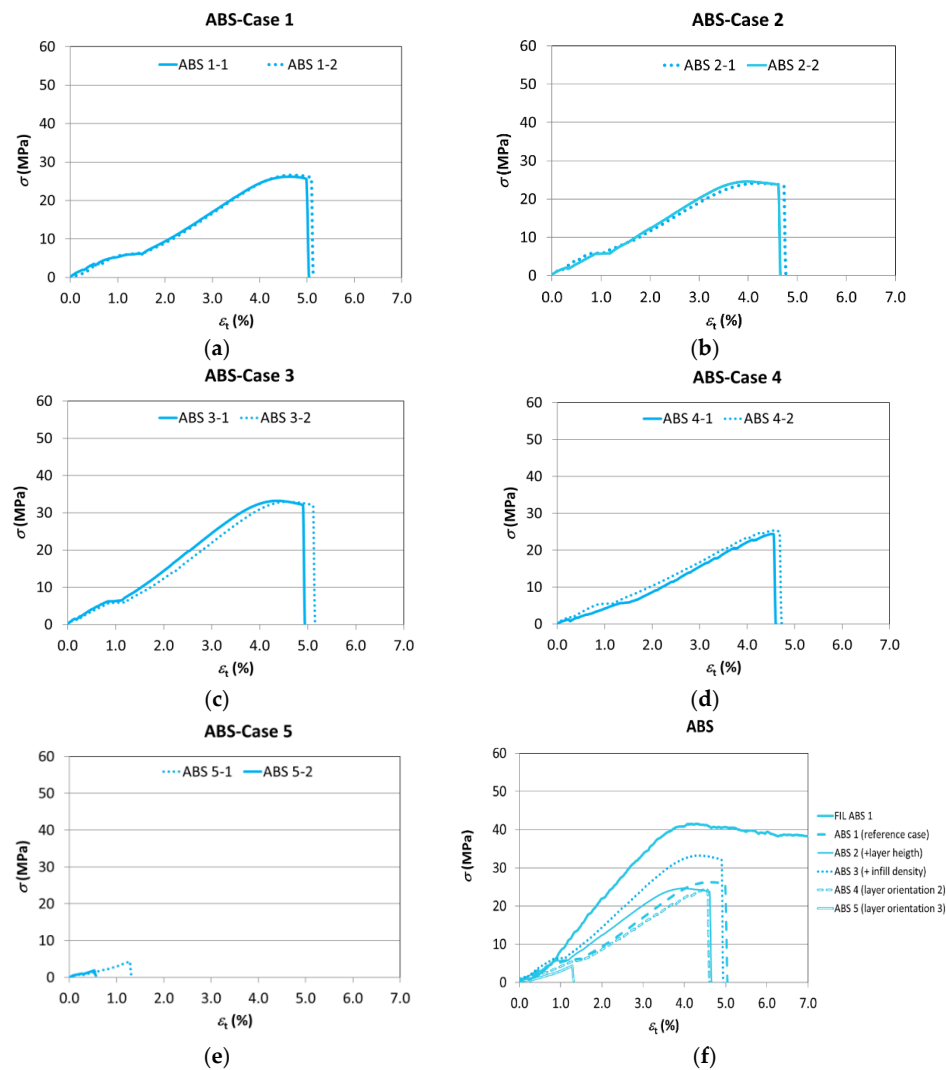 ABS-Case 1
60
50
40
30
20
10
0
σ (MPa)
ABS 1-1 ABS 1-2
0.0 1.0 2.0 3.0 4.0 5.0 6.0 7.0
εt (%)
(a)
ABS-Case 2
60
50
40
30
20
10
0
σ (MPa)
ABS 2-1 ABS 2-2
0.0 1.0 2.0 3.0 4.0 5.0 6.0 7.0
εt (%)
(b)
ABS-Case 3
60
50
40
30
20
10
0
σ (MPa)
ABS 3-1 ABS 3-2
0.0 1.0 2.0 3.0 4.0 5.0 6.0 7.0
εt (%)
(c)
ABS-Case 4
60
50
40
30
20
10
0
σ (MPa)
ABS 4-1 ABS 4-2
0.0 1.0 2.0 3.0 4.0 5.0 6.0 7.0
εt (%)
(d)
ABS-Case 5
60
50
40
30
20
10
0
σ (MPa)
ABS 5-1 ABS 5-2
0.0 1.0 2.0 3.0 4.0 5.0 6.0 7.0
εt (%)
(e)
ABS
60
50
40
30
20
10
0
σ (MPa)
FIL ABS 1
ABS 1 (reference case)
ABS 2 (+layer heigth)
ABS 3 (+ infill density)
ABS 4 (layer orientation 2)
ABS 5 (layer orientation 3)
0.0 1.0 2.0 3.0 4.0 5.0 6.0 7.0
εt (%)
(f)